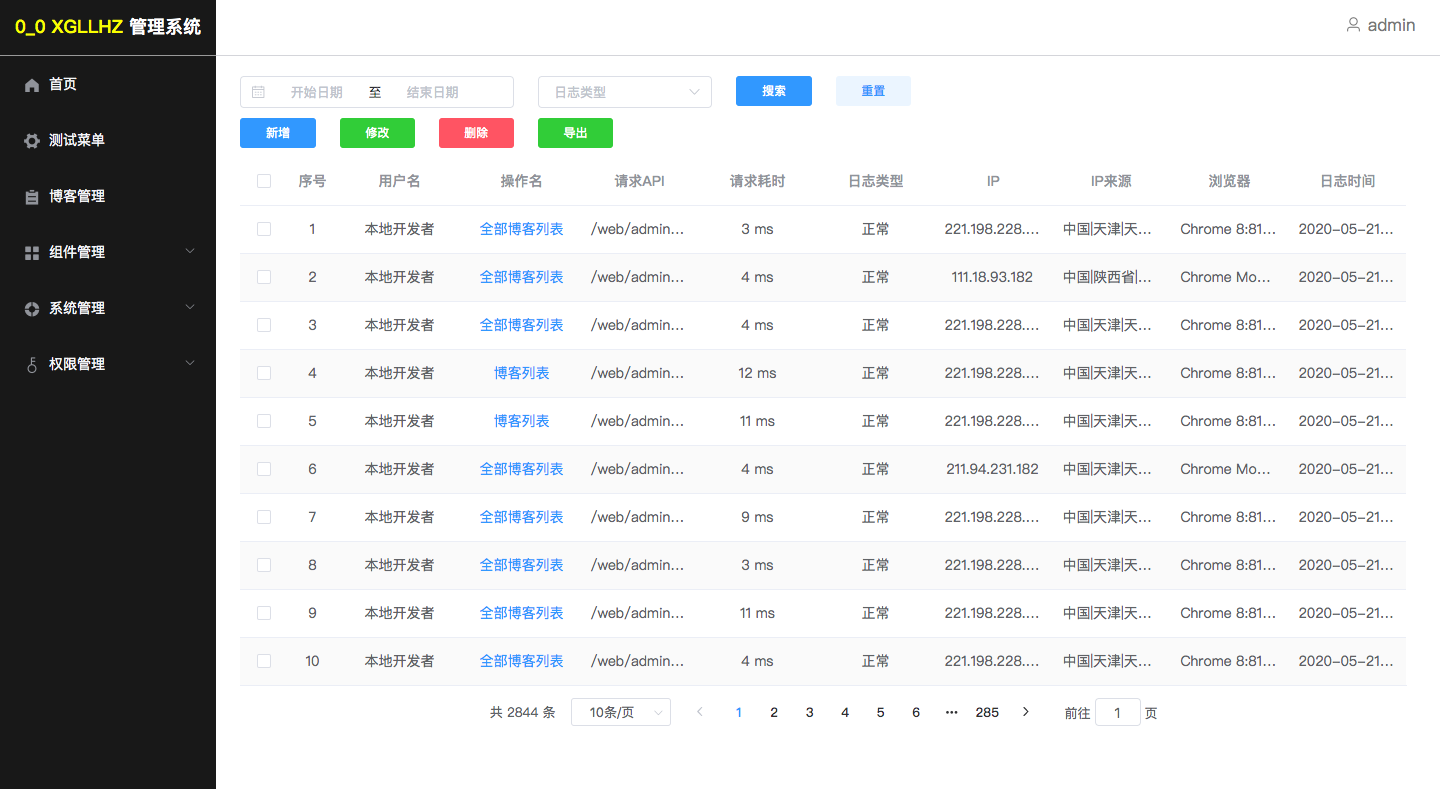 0_0 XGLLHZ 管理系统
admin
首页
测试菜单
博客管理
组件管理
系统管理
权限管理
开始日期 至 结束日期 日志类型 搜索 重置
新增 修改 删除 导出
序号 用户名 操作名 请求API 请求耗时 日志类型 IP IP来源 浏览器 日志时间
1 本地开发者 全部博客列表 /web/admin... 3 ms 正常 221.198.228.... 中国|天津|天... Chrome 8:81... 2020-05-21...
2 本地开发者 全部博客列表 /web/admin... 4 ms 正常 111.18.93.182 中国|陕西省|... Chrome Mo... 2020-05-21...
3 本地开发者 全部博客列表 /web/admin... 4 ms 正常 221.198.228.... 中国|天津|天... Chrome 8:81... 2020-05-21...
4 本地开发者 博客列表 /web/admin... 12 ms 正常 221.198.228.... 中国|天津|天... Chrome 8:81... 2020-05-21...
5 本地开发者 博客列表 /web/admin... 11 ms 正常 221.198.228.... 中国|天津|天... Chrome 8:81... 2020-05-21...
6 本地开发者 全部博客列表 /web/admin... 4 ms 正常 211.94.231.182 中国|天津|天... Chrome Mo... 2020-05-21...
7 本地开发者 全部博客列表 /web/admin... 9 ms 正常 221.198.228.... 中国|天津|天... Chrome 8:81... 2020-05-21...
8 本地开发者 全部博客列表 /web/admin... 3 ms 正常 221.198.228.... 中国|天津|天... Chrome 8:81... 2020-05-21...
9 本地开发者 全部博客列表 /web/admin... 11 ms 正常 221.198.228.... 中国|天津|天... Chrome 8:81... 2020-05-21...
10 本地开发者 全部博客列表 /web/admin... 4 ms 正常 221.198.228.... 中国|天津|天... Chrome 8:81... 2020-05-21...
共 2844 条 10条/页 1 2 3 4 5 6 ••• 285 前往 1 页